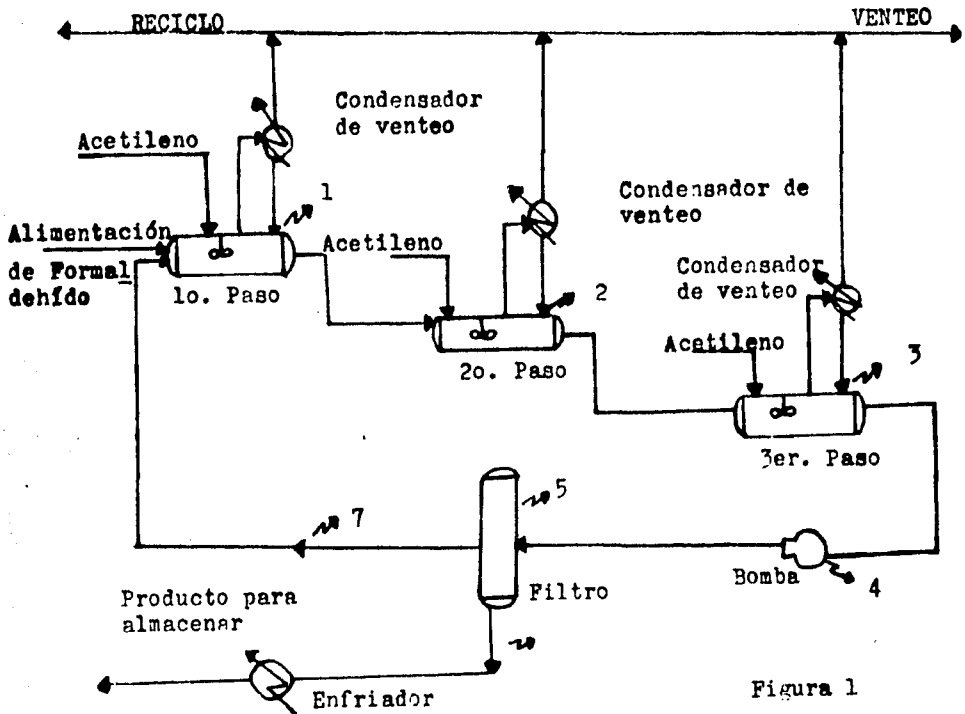 RECICLO
VENTEO
Condensador
de venteo
Acetileno
1
Condensador de
venteo
Alimentación
de Formal
dehído
Acetileno
1o. Paso
Condensador
de venteo
2
2o. Paso
Acetileno
3
3er. Paso
5
7
Filtro
Bomba
4
Producto para
almacenar
Enfriador
Figura 1